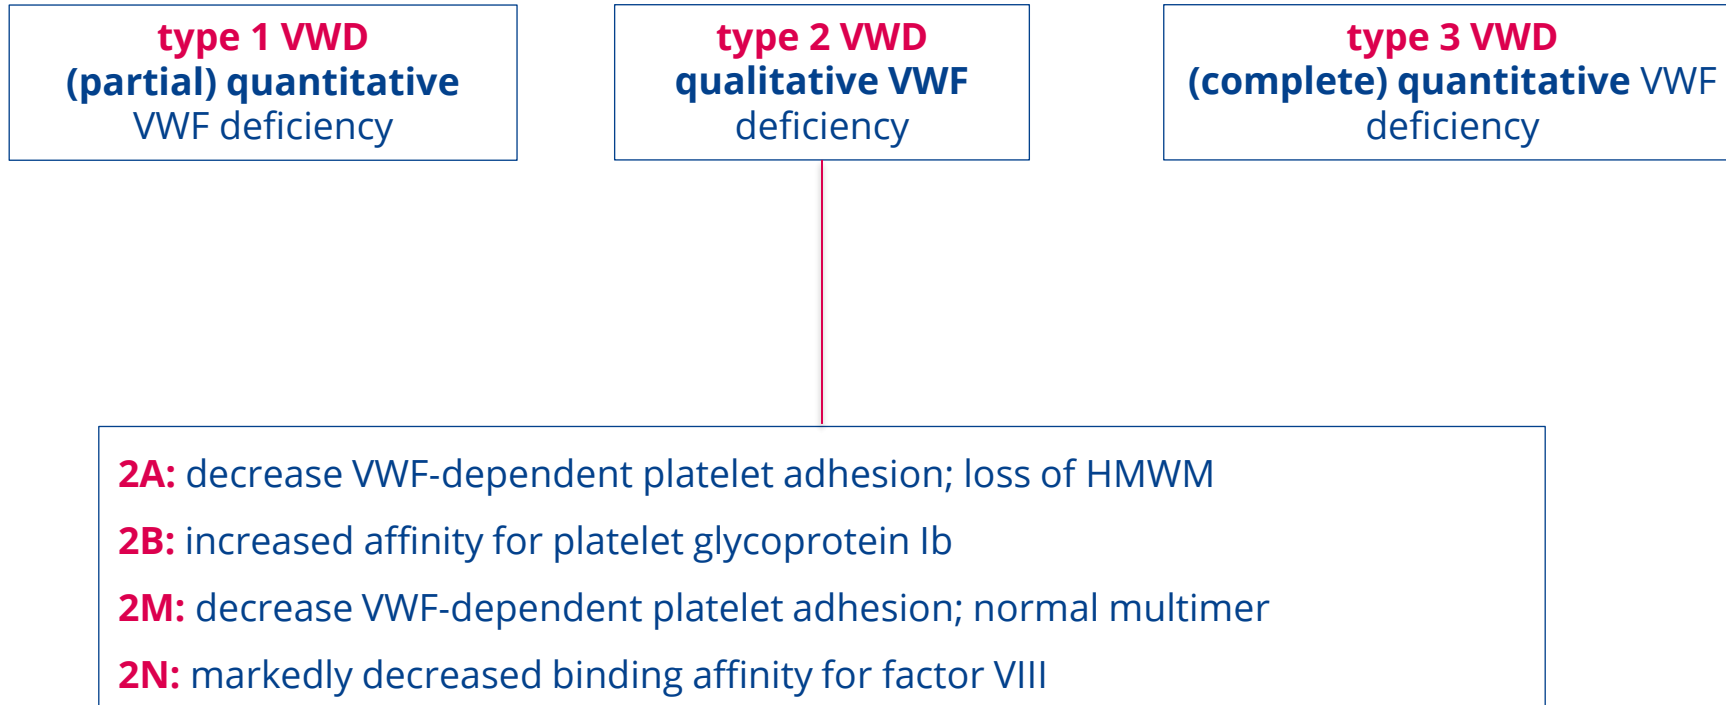 type 1 VWD
(partial) quantitative
VWF deficiency
type 2 VWD
qualitative VWF
deficiency
type 3 VWD
(complete) quantitative VWF
deficiency
2A: decrease VWF-dependent platelet adhesion; loss of HMWM
2B: increased affinity for platelet glycoprotein Ib
2M: decrease VWF-dependent platelet adhesion; normal multimer
2N: markedly decreased binding affinity for factor VIII